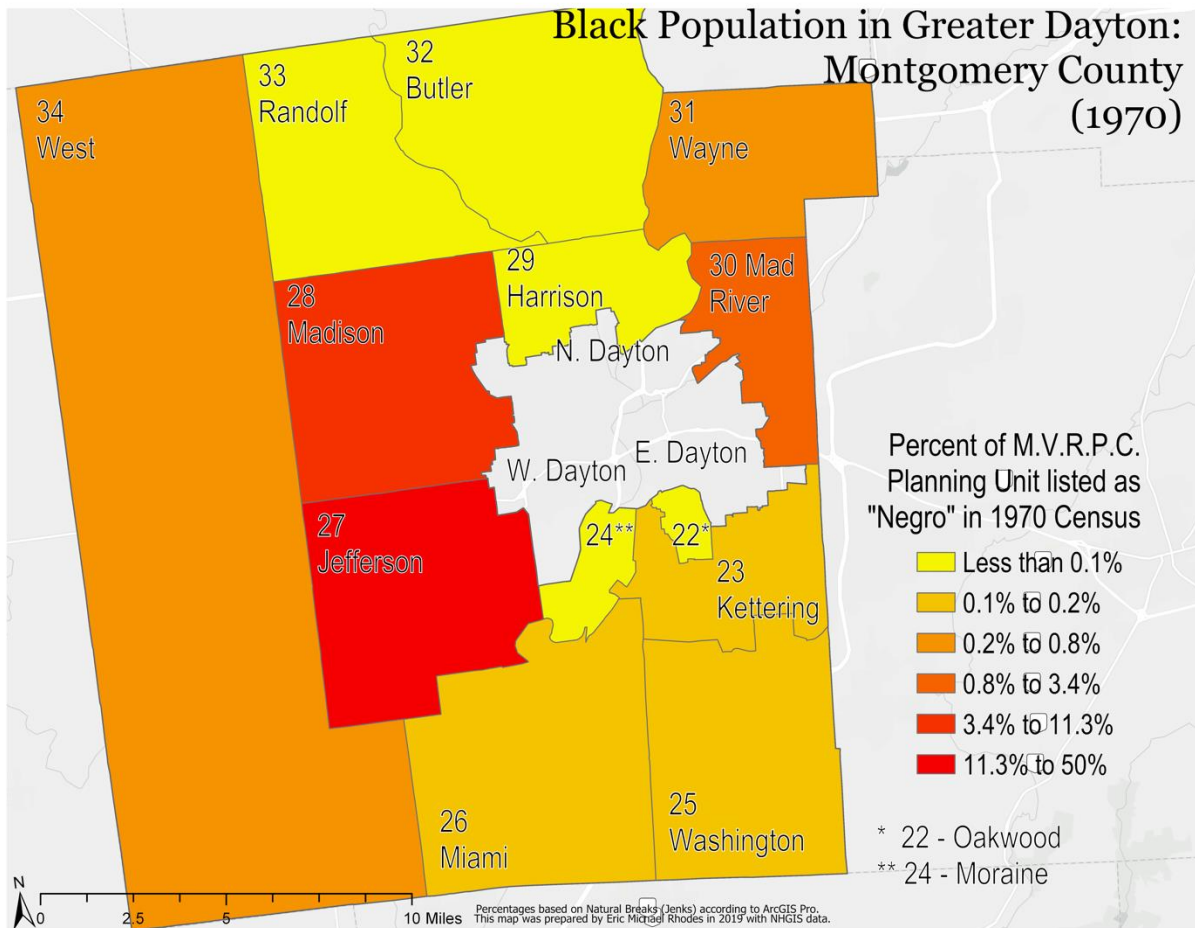 Black Population in Greater Dayton:
Montgomery County
(1970)
32
Butler
33
Randolf
34
West
31
Wayne
29
Harrison
30 Mad
River
28
Madison
N. Dayton
W. Dayton
E. Dayton
27
Jefferson
24**
22*
23
Kettering
26
Miami
25
Washington
Percent of M.V.R.P.C.
Planning Unit listed as
"Negro" in 1970 Census
Less than 0.1%
0.1% to 0.2%
0.2% to 0.8%
0.8% to 3.4%
3.4% to 11.3%
11.3% to 50%
* 22 - Oakwood
** 24 - Moraine
N
0 2.5 5 10 Miles
Percentages based on Natural Breaks (Jenks) according to ArcGIS Pro.
This map was prepared by Eric Michael Rhodes in 2019 with NHGIS data.